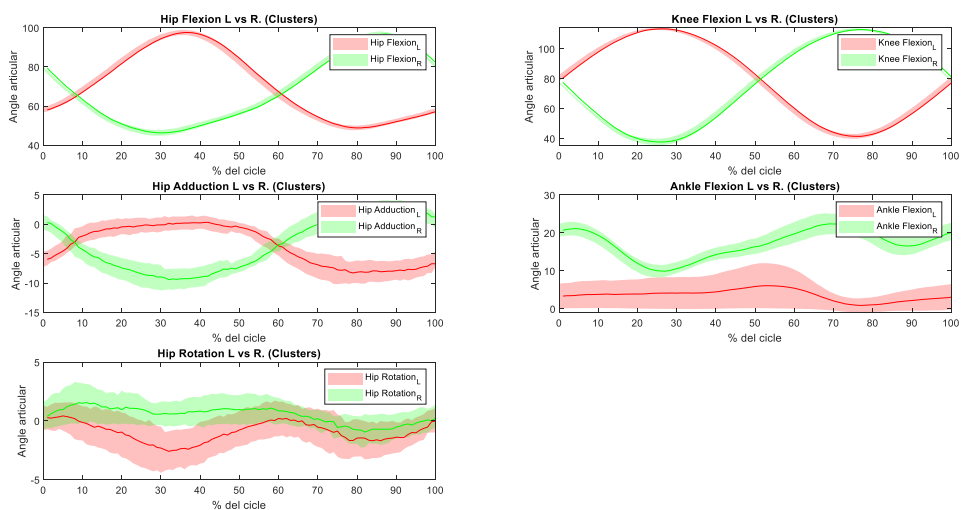 Hip Flexion L vs R. (Clusters)
100
80
60
40
Angle articular
Hip Flexion_L
Hip Flexion_R
0 10 20 30 40 50 60 70 80 90 100
% del cicle
Knee Flexion L vs R. (Clusters)
100
80
60
40
Angle articular
Knee Flexion_L
Knee Flexion_R
0 10 20 30 40 50 60 70 80 90 100
% del cicle
Hip Adduction L vs R. (Clusters)
5
0
-5
-10
-15
Angle articular
Hip Adduction_L
Hip Adduction_R
0 10 20 30 40 50 60 70 80 90 100
% del cicle
Ankle Flexion L vs R. (Clusters)
30
20
10
0
Angle articular
Ankle Flexion_L
Ankle Flexion_R
0 10 20 30 40 50 60 70 80 90 100
% del cicle
Hip Rotation L vs R. (Clusters)
5
0
-5
Angle articular
Hip Rotation_L
Hip Rotation_R
0 10 20 30 40 50 60 70 80 90 100
% del cicle